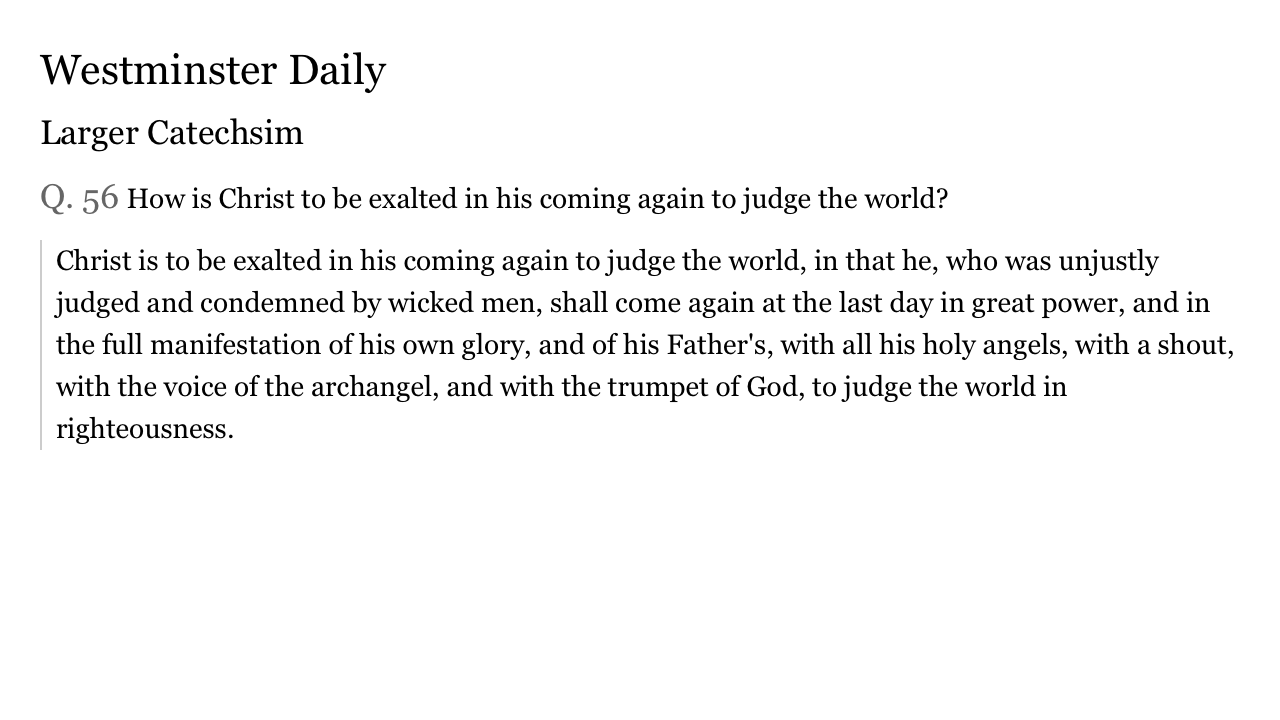 Westminster Daily
Larger Catechsim
Q. 56 How is Christ to be exalted in his coming again to judge the world?
Christ is to be exalted in his coming again to judge the world, in that he, who was unjustly
judged and condemned by wicked men, shall come again at the last day in great power, and in
the full manifestation of his own glory, and of his Father's, with all his holy angels, with a shout,
with the voice of the archangel, and with the trumpet of God, to judge the world in
righteousness.